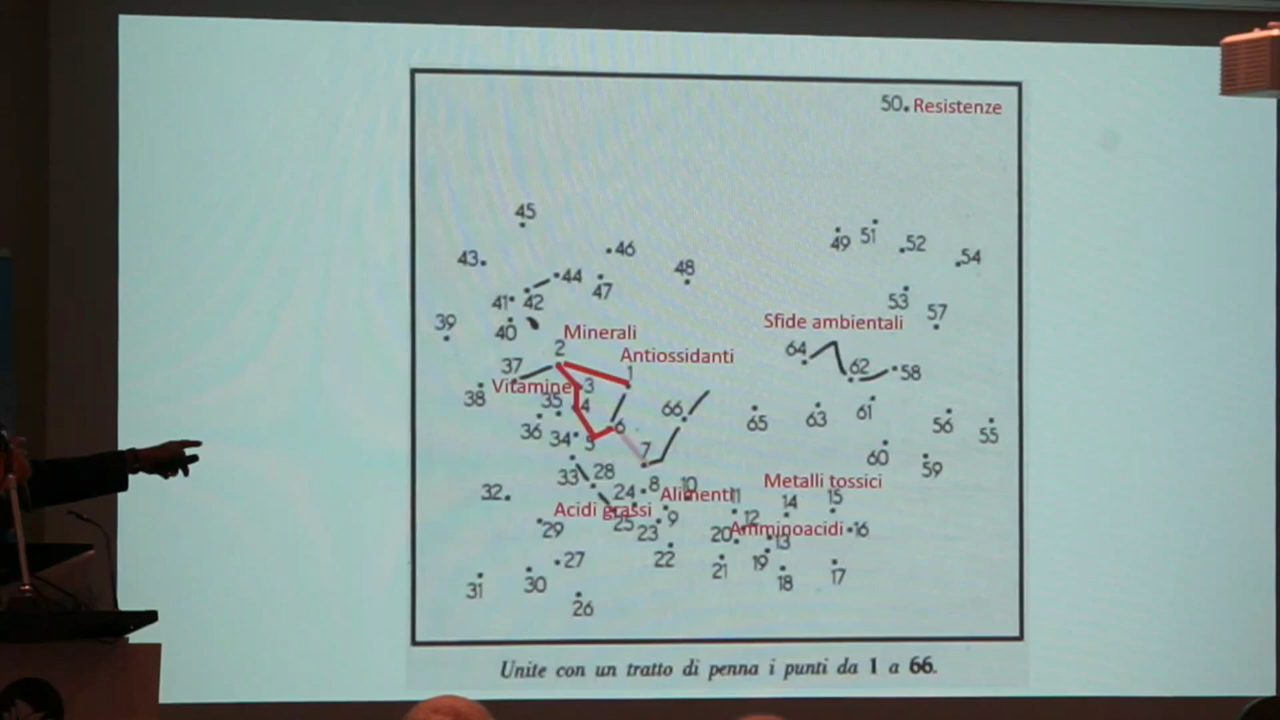 50. Resistenze
45
49 51 52
43. 46 54
48
44
47
41 42 53
57
39 40 Sfide ambientali
Minerali
2 64
Antiossidanti
37 1 62 58
Vitamine 3
38 35 4 66 61
65 63 56
36 34 5 6 55
7 60
33 28 59
Metalli tossici
32. 24 8 10 11 14 15
Alimenti
Acidi grassi
29 25 23 9 12
20 Amminoacidi 16
13
27 22 21 19
31 30 18 17
26
Unite con un tratto di penna i punti da 1 a 66.